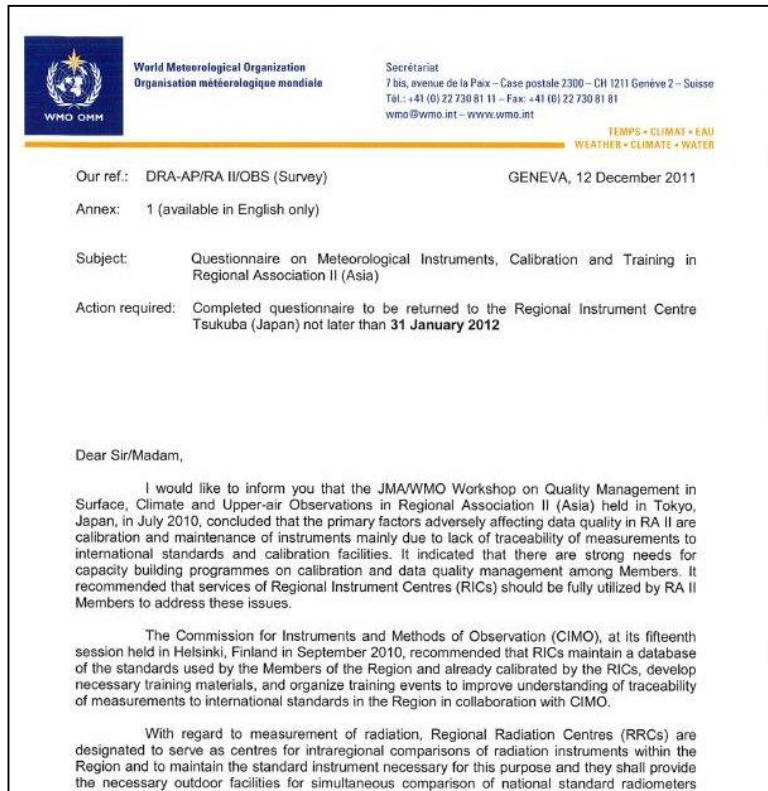 WMO OMM
World Meteorological Organization
Organisation météorologique mondiale
Secrétariat
7 bis, avenue de la Paix – Case postale 2300 – CH 1211 Genève 2 – Suisse
Tél.: +41 (0) 22 730 81 11 – Fax: +41 (0) 22 730 81 81
wmo@wmo.int – www.wmo.int
TEMPS • CLIMAT • EAU
WEATHER • CLIMATE • WATER
Our ref.: DRA-AP/RA II/OBS (Survey)
GENEVA, 12 December 2011
Annex: 1 (available in English only)
Subject: Questionnaire on Meteorological Instruments, Calibration and Training in
Regional Association II (Asia)
Action required: Completed questionnaire to be returned to the Regional Instrument Centre
Tsukuba (Japan) not later than 31 January 2012
Dear Sir/Madam,
I would like to inform you that the JMA/WMO Workshop on Quality Management in
Surface, Climate and Upper-air Observations in Regional Association II (Asia) held in Tokyo,
Japan, in July 2010, concluded that the primary factors adversely affecting data quality in RA II are
calibration and maintenance of instruments mainly due to lack of traceability of measurements to
international standards and calibration facilities. It indicated that there are strong needs for
capacity building programmes on calibration and data quality management among Members. It
recommended that services of Regional Instrument Centres (RICs) should be fully utilized by RA II
Members to address these issues.
The Commission for Instruments and Methods of Observation (CIMO), at its fifteenth
session held in Helsinki, Finland in September 2010, recommended that RICs maintain a database
of the standards used by the Members of the Region and already calibrated by the RICs, develop
necessary training materials, and organize training events to improve understanding of traceability
of measurements to international standards in the Region in collaboration with CIMO.
With regard to measurement of radiation, Regional Radiation Centres (RRCs) are
designated to serve as centres for intraregional comparisons of radiation instruments within the
Region and to maintain the standard instrument necessary for this purpose and they shall provide
the necessary outdoor facilities for simultaneous comparison of national standard radiometers